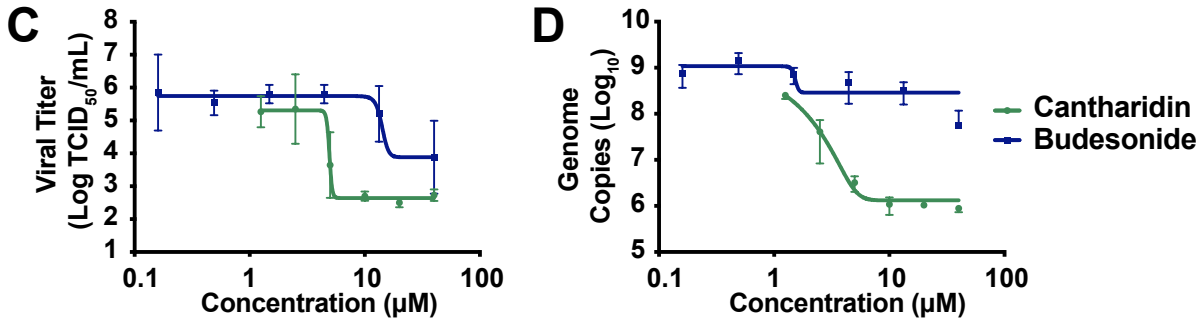 C
8
7
6
5
4
3
2
1
Viral Titer
(Log TCID50/mL)
0.1 1 10 100
Concentration (µM)
D
10
9
8
7
6
5
Genome
Copies (Log10)
0.1 1 10 100
Concentration (µM)
Cantharidin
Budesonide